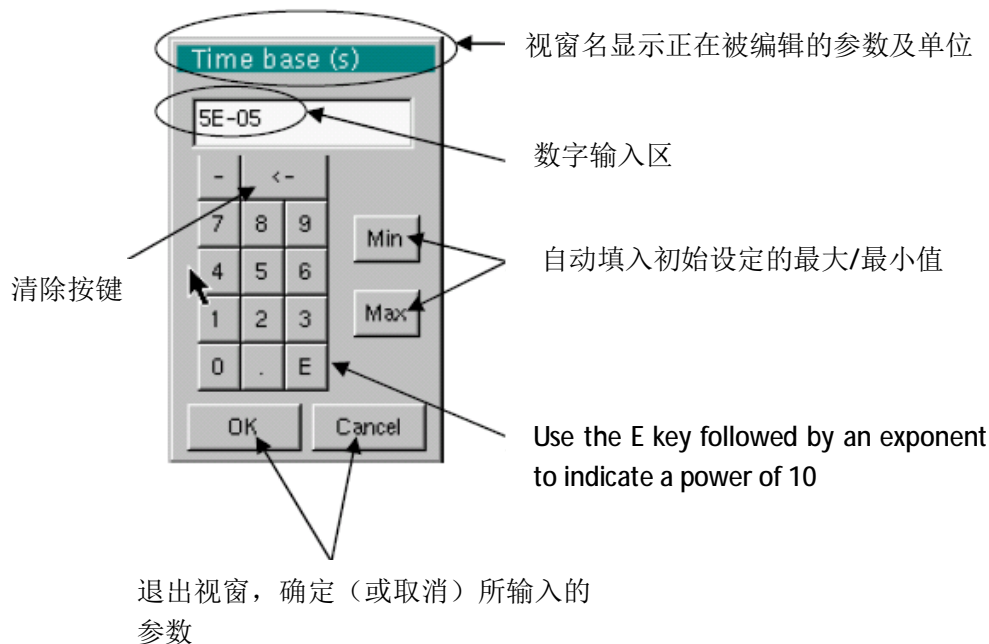 视窗名显示正在被编辑的参数及单位
Time base (s)
5E-05
数字输入区
- <-
7 8 9
Min
自动填入初始设定的最大/最小值
清除按键
4 5 6
1 2 3
Max
0 . E
OK Cancel
Use the E key followed by an exponent
to indicate a power of 10
退出视窗，确定（或取消）所输入的
参数